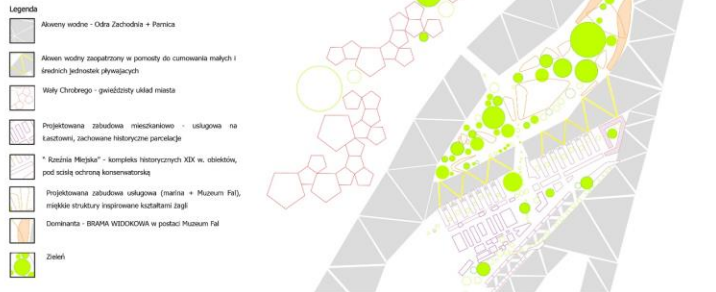 Legenda
Akweny wodne - Odra Zachodnia + Parnica
Akwen wodny zaopatrzony w pomosty do cumowania małych i
średnich jednostek pływajacych
Wały Chrobrego - gwieździsty układ miasta
Projektowana zabudowa mieszkaniowo - usługowa na
Łasztowni, zachowane historyczne parcelacje
" Rzeźnia Miejska" - kompleks historycznych XIX w. obiektów,
pod scisłą ochroną konserwatorską
Projektowana zabudowa usługowa (marina + Muzeum Fal),
miękkie struktury inspirowane kształtami żagli
Dominanta - BRAMA WIDOKOWA w postaci Muzeum Fal
Zieleń